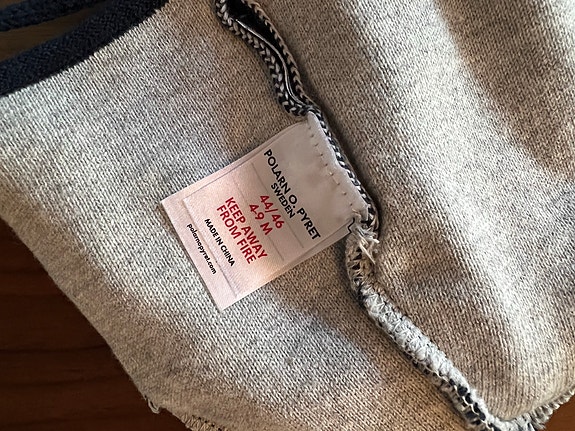 POLARN O. PYRET
SWEDEN
44/46
4-9 M
KEEP AWAY
FROM FIRE
MADE IN CHINA
polarnopyret.com